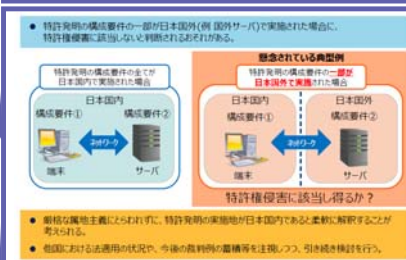 ● 特許発明の構成要件の一部が日本国外(例 国外サーバ)で実施された場合に、
特許権侵害に該当しないと判断されるおそれがある。
懸念されている典型例
特許発明の構成要件の全てが
日本国内で実施された場合
日本国内
構成要件①
構成要件②
ネットワーク
端末
サーバ
特許発明の構成要件の一部が
日本国外で実施された場合
日本国内
日本国外
構成要件①
構成要件②
ネットワーク
端末
サーバ
特許権侵害に該当し得るか？
● 厳格な属地主義にとらわれずに、特許発明の実施地が日本国内であると柔軟に解釈することが
考えられる。
● 他国における法適用の状況や、今後の裁判例の蓄積等を注視しつつ、引き続き検討を行う。